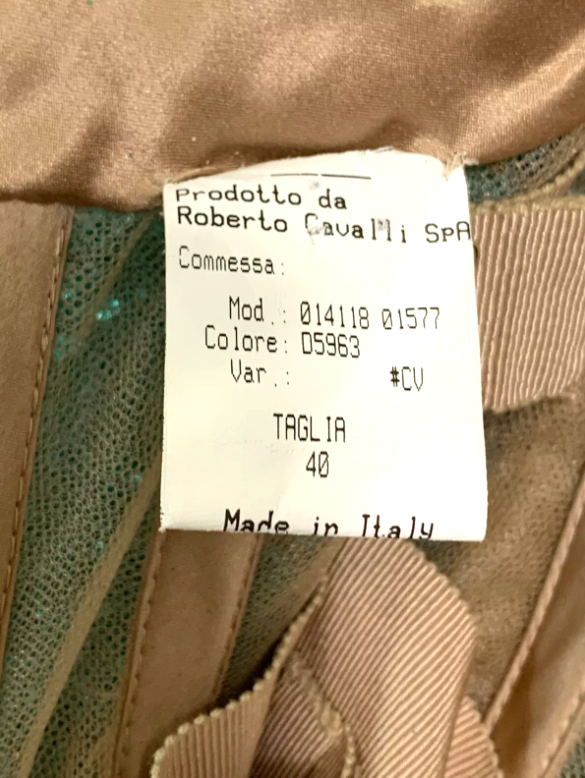 Prodotto da
Roberto Cavalli SpA
Commessa:
Mod.: 014118 01577
Colore: D5963
Var.: #CV
TAGLIA
40
Made in Italy